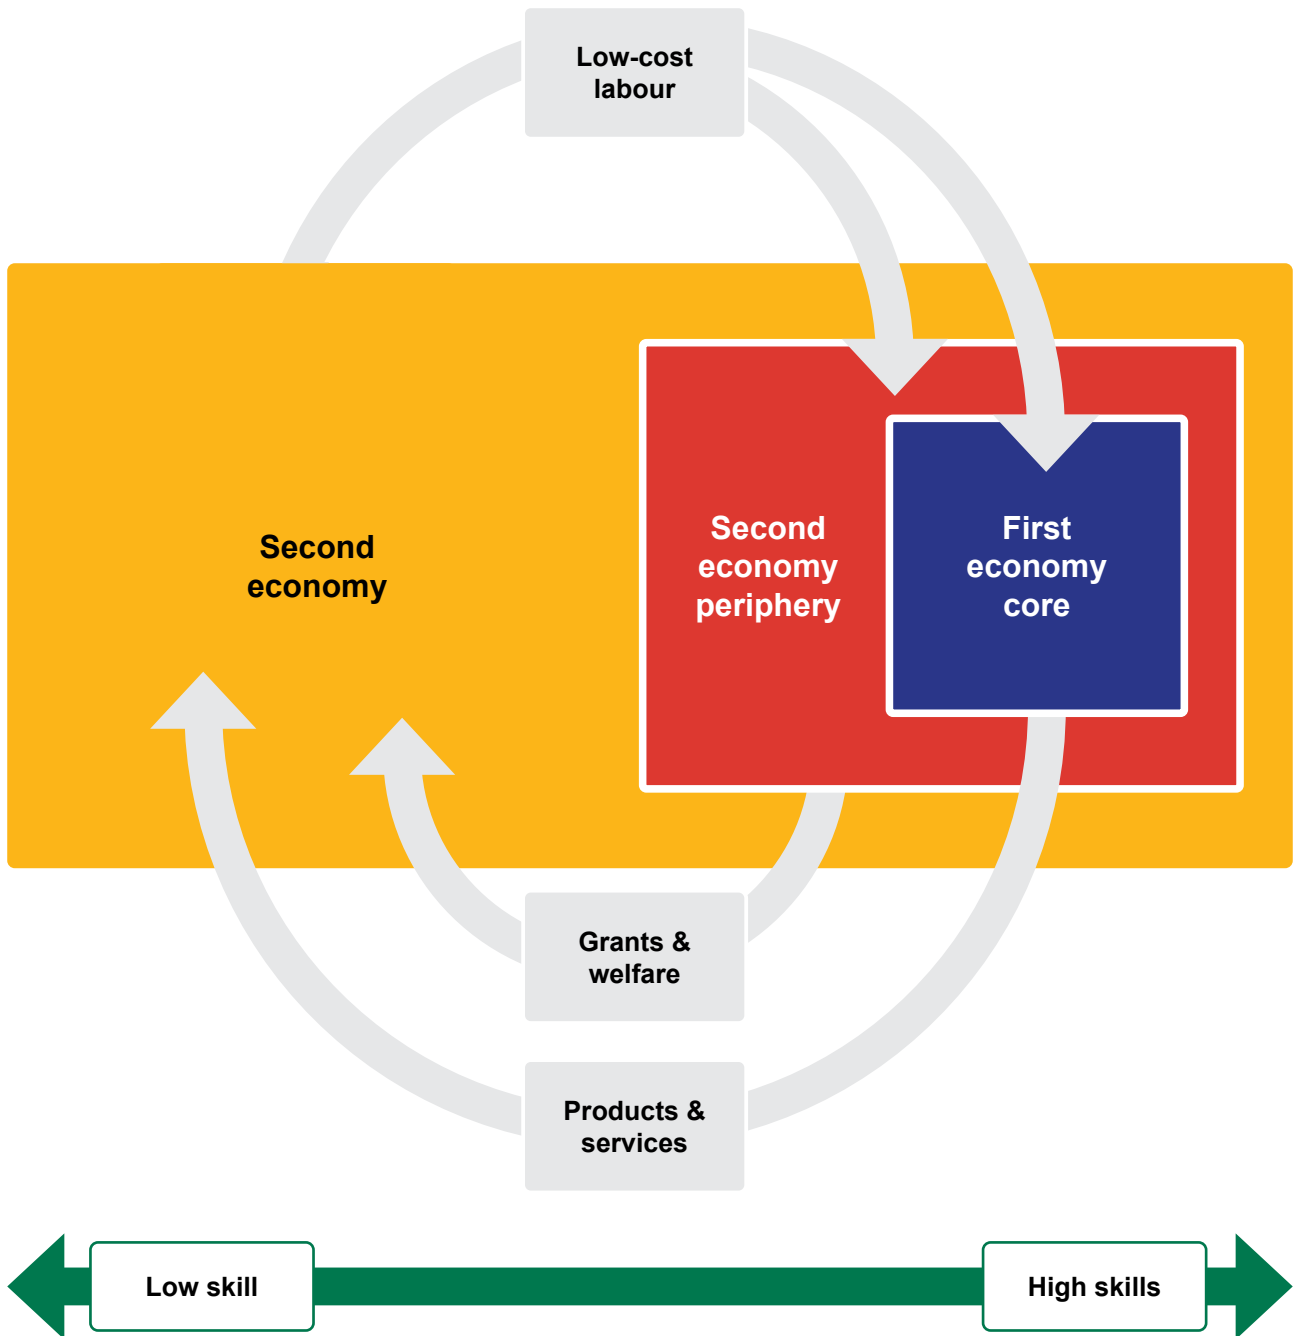 Low-cost
labour
Second
economy
Second
economy
periphery
First
economy
core
Grants &
welfare
Products &
services
Low skill
High skills